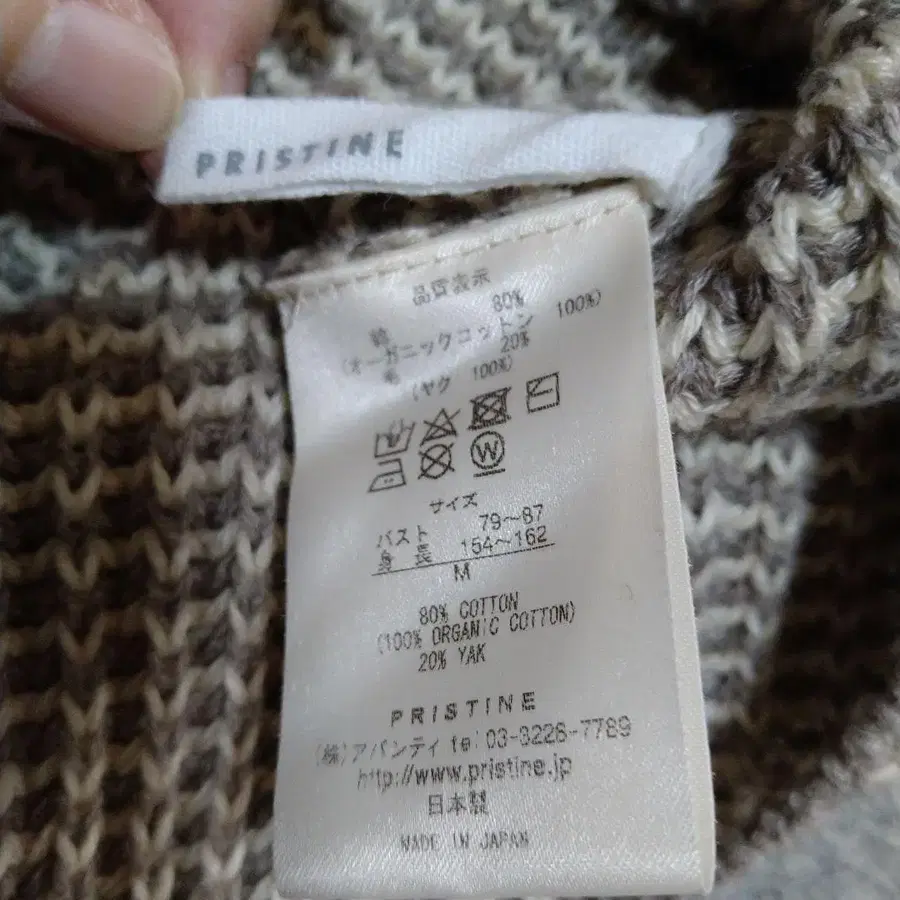 PRISTINE
品質表示
綿 80%
(オーガニックコットン 100%)
毛 20%
(ヤク 100%)
W
サイズ
バスト 79〜87
身長 154〜162
M
80% COTTON
(100% ORGANIC COTTON)
20% YAK
PRISTINE
(株)アバンティ tel 03-3226-7789
http://www.pristine.jp
日本製
MADE IN JAPAN